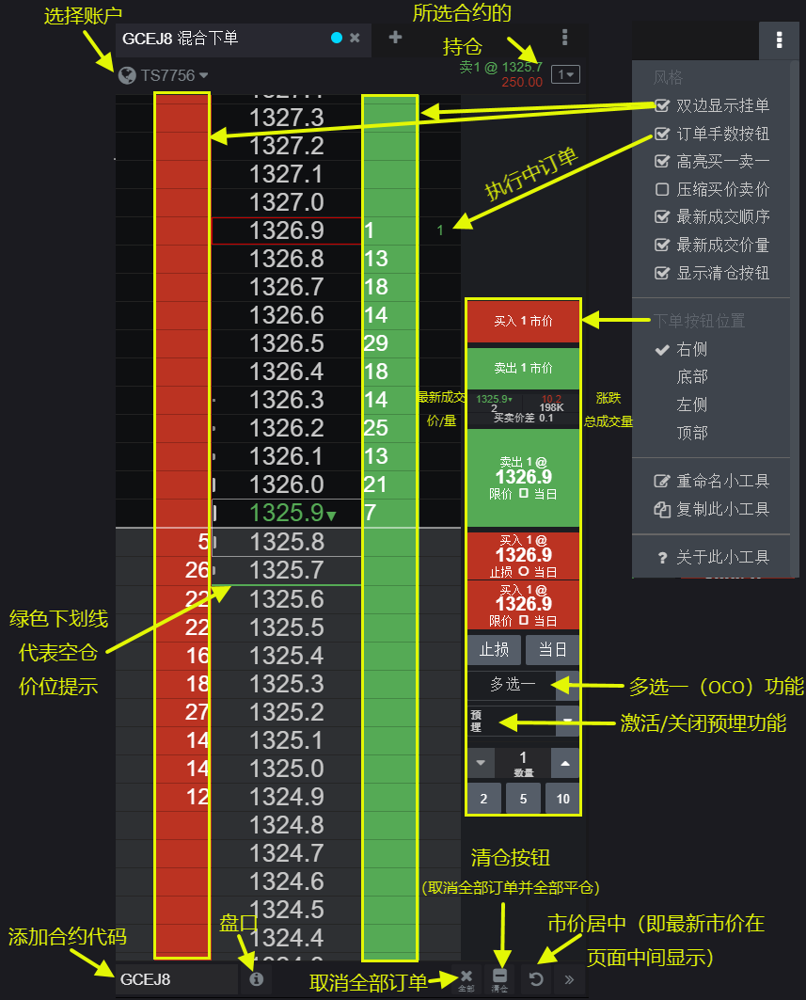 选择账户
所选合约的
持仓
GCEJ8 混合下单
TS7756
卖1 @ 1325.7
250.00
1
风格
双边显示挂单
订单手数按钮
高亮买一卖一
压缩买价卖价
最新成交顺序
最新成交价量
显示清仓按钮
下单按钮位置
右侧
底部
左侧
顶部
重命名小工具
复制此小工具
? 关于此小工具
执行中订单
1327.3
1327.2
1327.1
1327.0
1326.9 1 1
1326.8 13
1326.7 18
1326.6 14
1326.5 29
1326.4 18
1326.3 14
1326.2 25
1326.1 13
1326.0 21
1325.9 7
5 1325.8
26 1325.7
22 1325.6
22 1325.5
16 1325.4
18 1325.3
27 1325.2
14 1325.1
14 1325.0
12 1324.9
1324.8
1324.7
1324.6
1324.5
1324.4
买入 1 市价
卖出 1 市价
最新成交
价/量
1325.9 10.2
2 198K
买卖价差 0.1
涨跌
总成交量
卖出 1 @
1326.9
限价 当日
买入 1 @
1326.9
止损 当日
买入 1 @
1326.9
限价 当日
止损 当日
多选一
多选一（OCO）功能
预
埋
激活/关闭预埋功能
1
数量
2 5 10
绿色下划线
代表空仓
价位提示
清仓按钮
(取消全部订单并全部平仓)
市价居中（即最新市价在
页面中间显示）
添加合约代码
盘口
取消全部订单
GCEJ8
全部
清仓